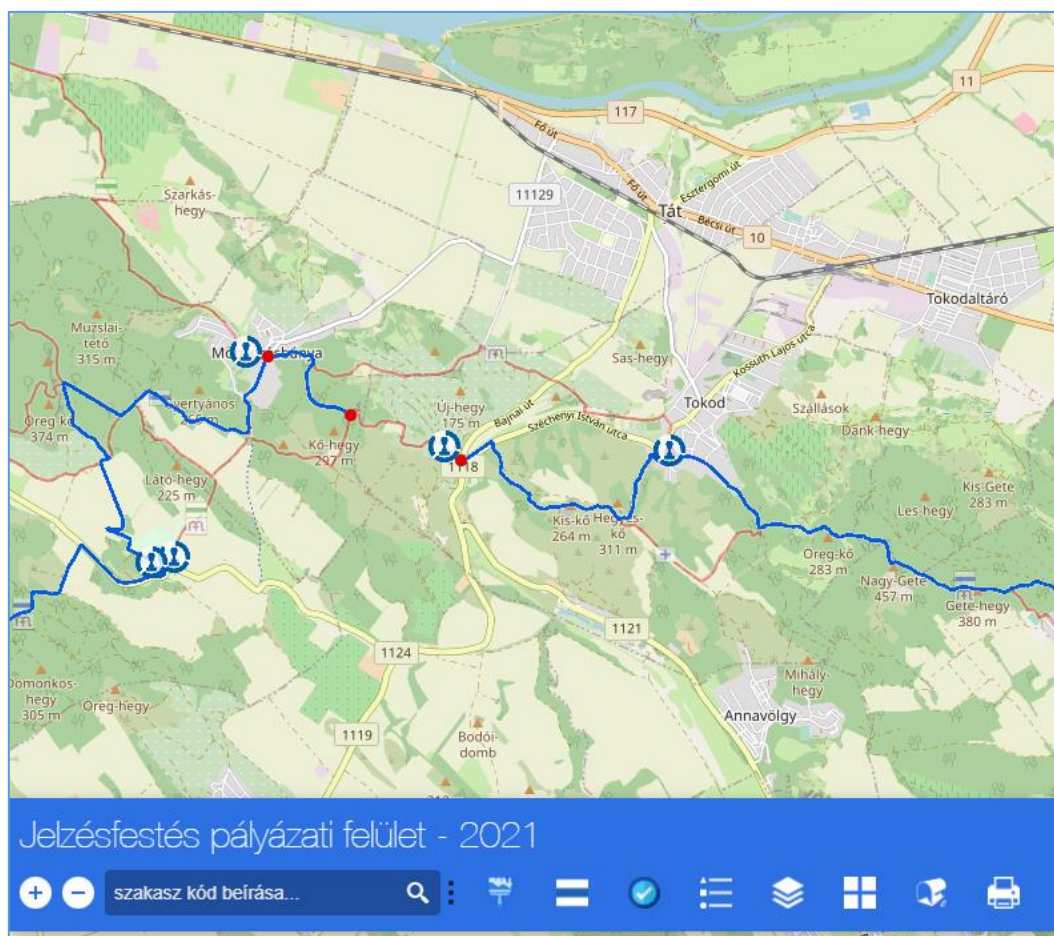 11
117
Fő út
Esztergomi út
Szarkás-
hegy
11129
Fő út
Tát
Bécsi út
10
Tokodaltáró
Muzslai-
tető
315 m
Sas-hegy
Kossuth Lajos utca
Öreg-kő
374 m
Új-hegy
175 m
Bajnai út
Széchenyi István utca
Tokod
Szállások
Dank-hegy
Kő-hegy
297 m
1118
Látó-hegy
225 m
Kis-Gete
283 m
Les-hegy
Kis-kő
264 m
Hegyes-
kő
311 m
Öreg-kő
283 m
Nagy-Gete
457 m
Gete-hegy
380 m
1121
1124
Domonkos-
hegy
305 m
Öreg-hegy
Mihály-
hegy
Annavölgy
1119
Bodói-
domb
Jelzésfestés pályázati felület - 2021
szakasz kód beírása...